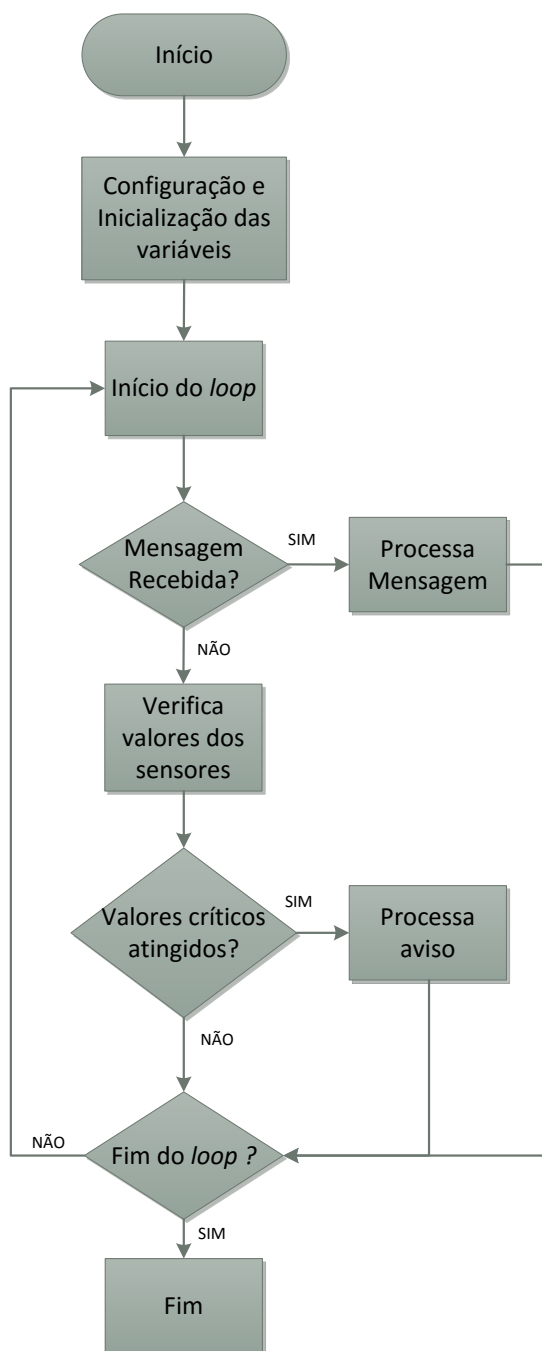 Início
Configuração e
Inicialização das
variáveis
Início do loop
Mensagem
Recebida?
SIM
Processa
Mensagem
NÃO
Verifica
valores dos
sensores
Valores críticos
atingidos?
SIM
Processa
aviso
NÃO
Fim do loop ?
NÃO
SIM
Fim